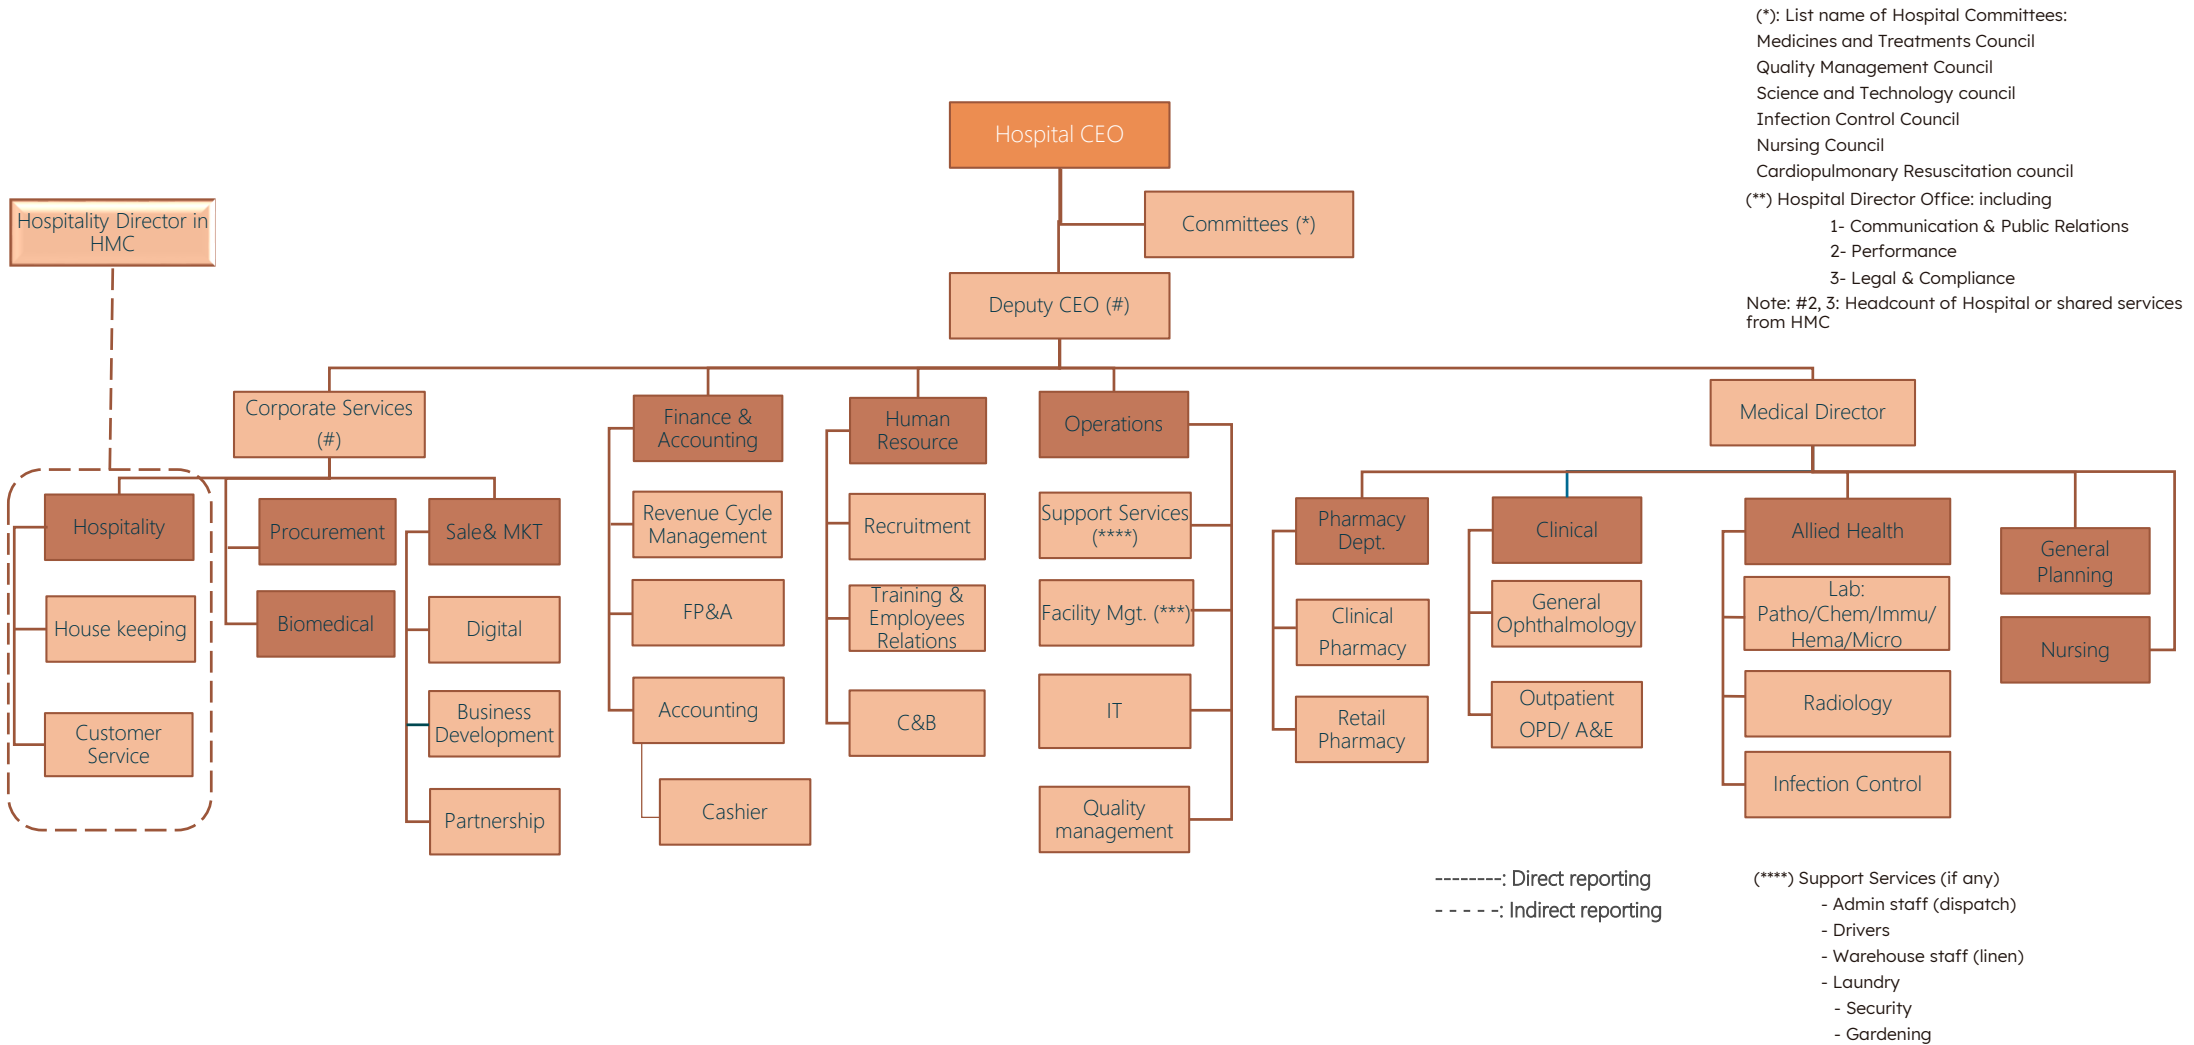 (*): List name of Hospital Committees:
Medicines and Treatments Council
Quality Management Council
Science and Technology council
Infection Control Council
Nursing Council
Cardiopulmonary Resuscitation council
(**) Hospital Director Office: including
1- Communication & Public Relations
2- Performance
3- Legal & Compliance
Note: #2, 3: Headcount of Hospital or shared services
from HMC
Hospital CEO
Committees (*)
Hospitality Director in
HMC
Deputy CEO (#)
Corporate Services
(#)
Finance &
Accounting
Human
Resource
Operations
Medical Director
Hospitality
House keeping
Customer
Service
Procurement
Biomedical
Sale& MKT
Digital
Business
Development
Partnership
Revenue Cycle
Management
FP&A
Accounting
Cashier
Recruitment
Training &
Employees
Relations
C&B
Support Services
(****)
Facility Mgt. (***)
IT
Quality
management
Pharmacy
Dept.
Clinical
Pharmacy
Retail
Pharmacy
Clinical
General
Ophthalmology
Outpatient
OPD/ A&E
Allied Health
Lab:
Patho/Chem/Immu/
Hema/Micro
Radiology
Infection Control
General
Planning
Nursing
--------: Direct reporting
- - - - -: Indirect reporting
(****) Support Services (if any)
- Admin staff (dispatch)
- Drivers
- Warehouse staff (linen)
- Laundry
- Security
- Gardening